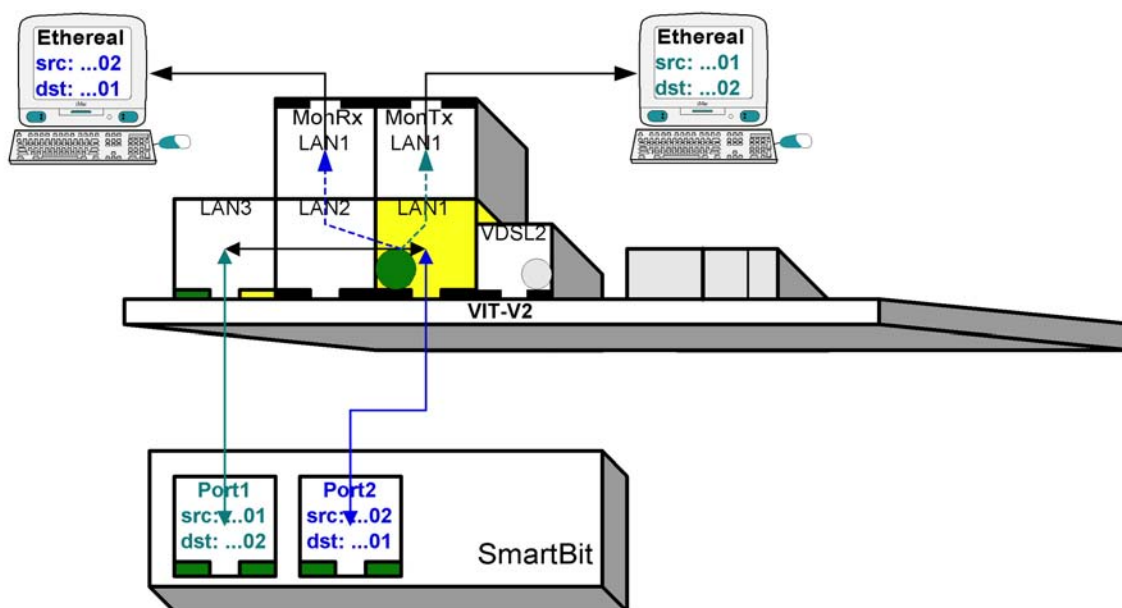 Ethereal
src: ...02
dst: ...01
Ethereal
src: ...01
dst: ...02
MonRx
LAN1
MonTx
LAN1
LAN3
LAN2
LAN1
VDSL2
VIT-V2
Port1
src: ...01
dst: ...02
Port2
src: ...02
dst: ...01
SmartBit